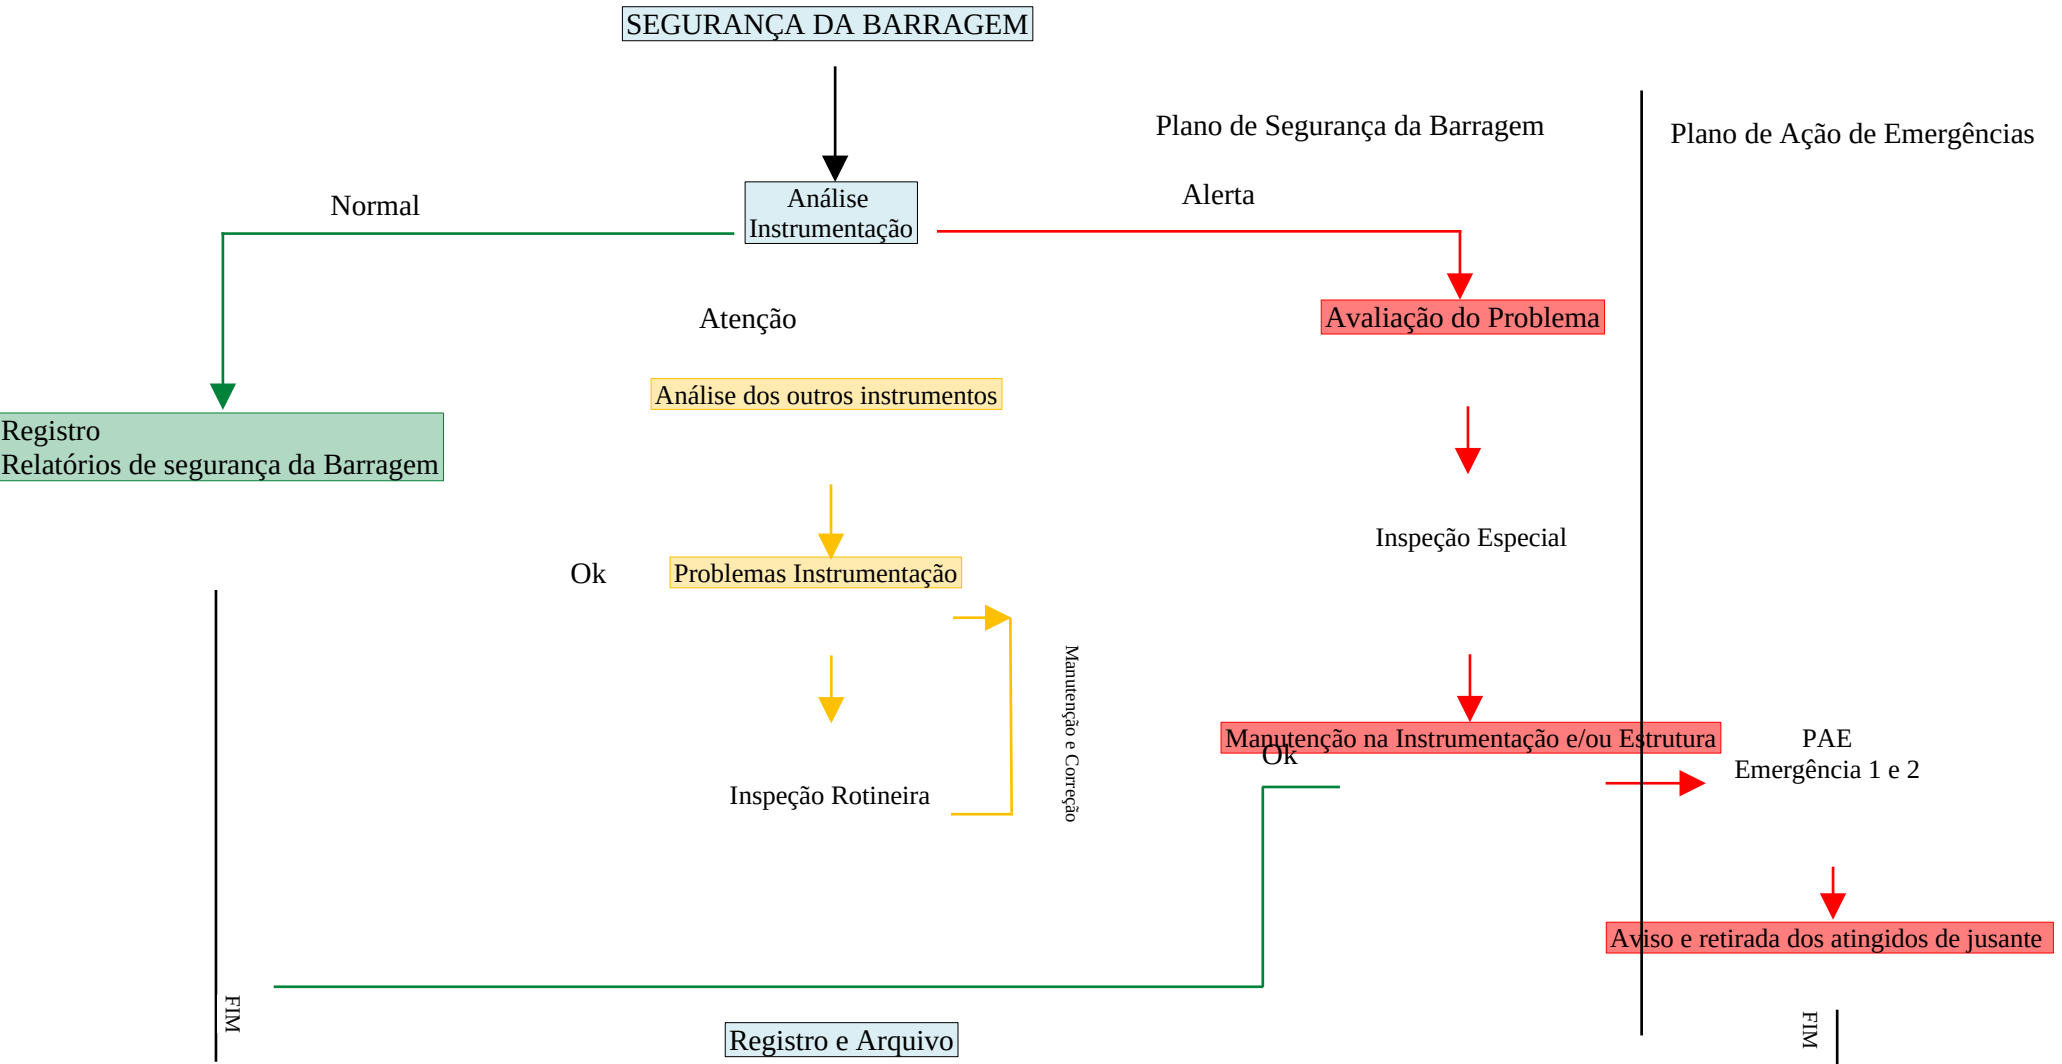 SEGURANÇA DA BARRAGEM
Plano de Segurança da Barragem
Plano de Ação de Emergências
Normal
Análise
Instrumentação
Alerta
Atenção
Avaliação do Problema
Análise dos outros instrumentos
Registro
Relatórios de segurança da Barragem
Inspeção Especial
Ok
Problemas Instrumentação
Manutenção e Correção
Manutenção na Instrumentação e/ou Estrutura
Ok
PAE
Emergência 1 e 2
Inspeção Rotineira
Aviso e retirada dos atingidos de jusante
FIM
FIM
Registro e Arquivo